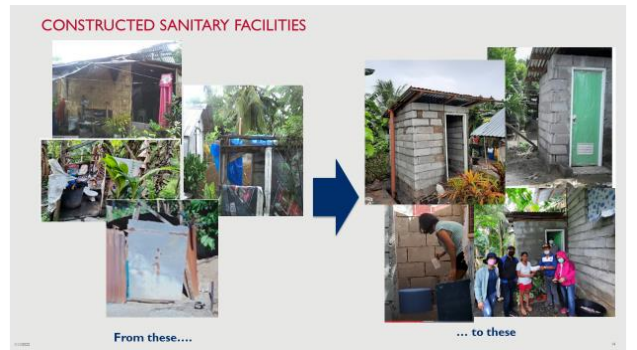 CONSTRUCTED SANITARY FACILITIES
From these....
... to these